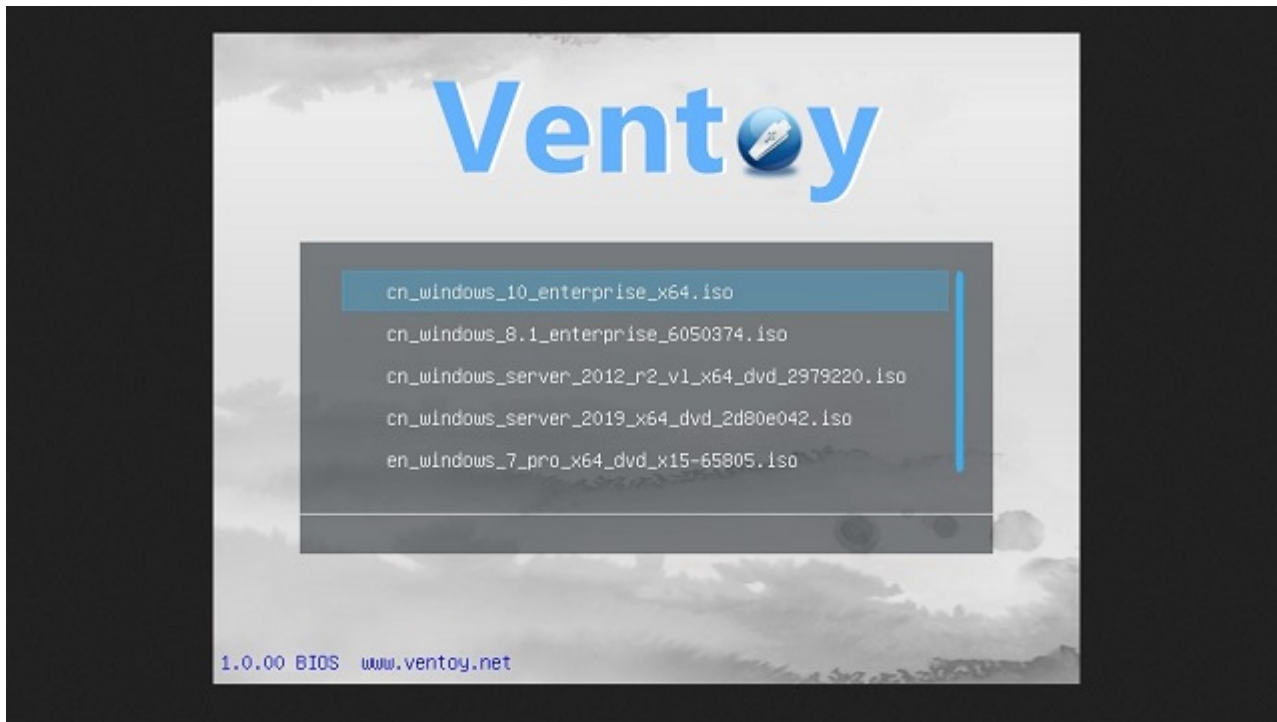 Ventoy
cn_windows_10_enterprise_x64.iso
cn_windows_8.1_enterprise_6050374.iso
cn_windows_server_2012_r2_vl_x64_dvd_2979220.iso
cn_windows_server_2019_x64_dvd_2d80e042.iso
en_windows_7_pro_x64_dvd_x15-65805.iso
1.0.00 BIOS www.ventoy.net